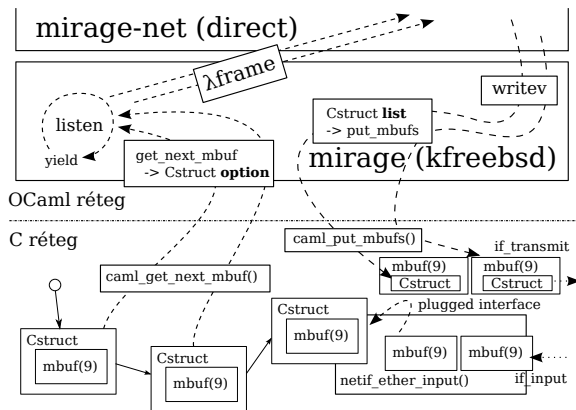 mirage-net (direct)
λframe
writev
listen
yield
Cstruct list
-> put_mbufs
get_next_mbuf
-> Cstruct option
mirage (kfreebsd)
OCaml réteg
C réteg
caml_put_mbufs()
if_transmit
caml_get_next_mbuf()
mbuf(9)
Cstruct
mbuf(9)
Cstruct
plugged interface
Cstruct
mbuf(9)
Cstruct
mbuf(9)
Cstruct
mbuf(9)
mbuf(9)
mbuf(9)
netif_ether_input()
if_input